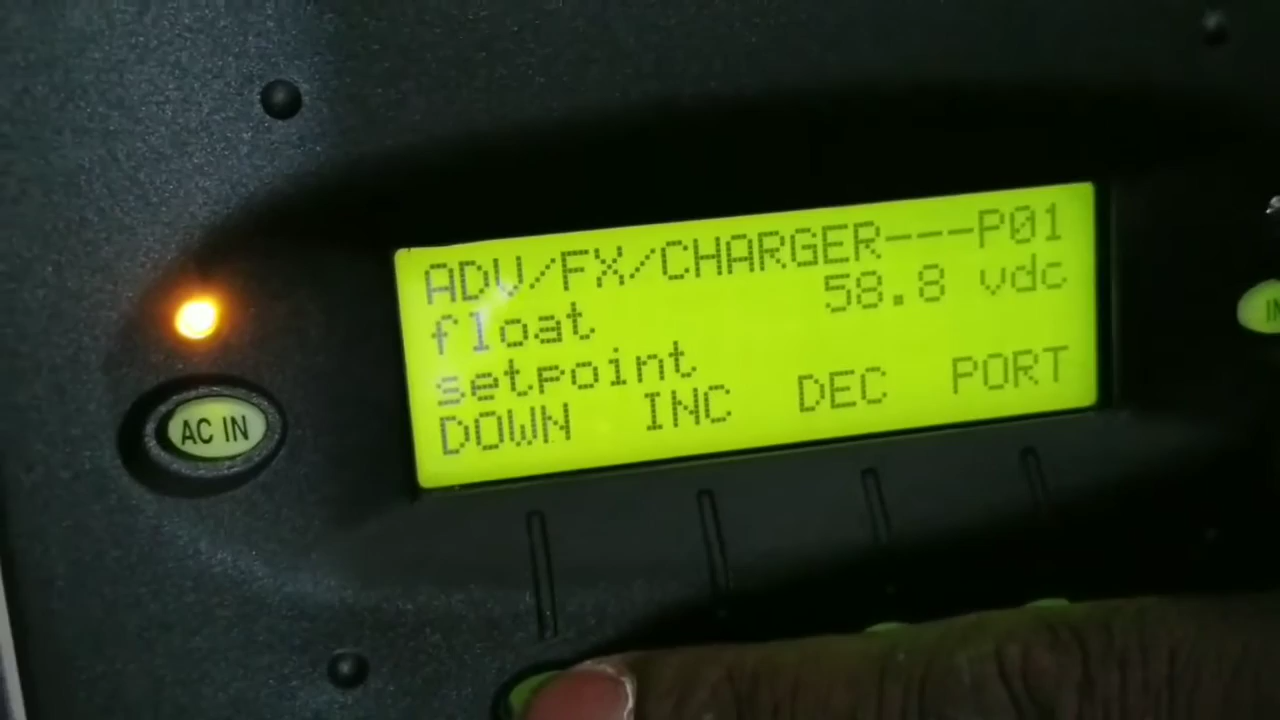 ADV/FX/CHARGER---P01
float 58.8 vdc
setpoint
DOWN INC DEC PORT
AC IN